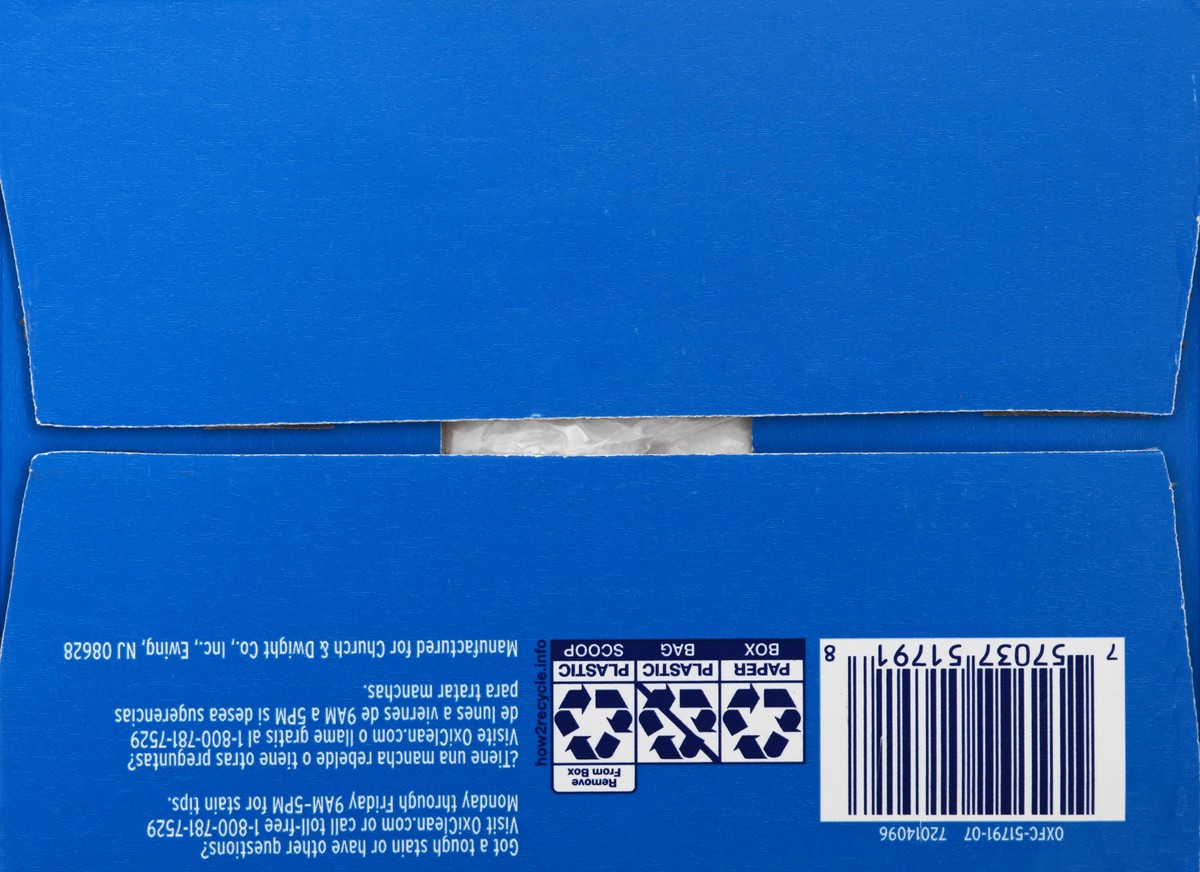 OXFC-51791-07 72014096
7 57037 51791 8
Remove
From Box
PAPER
BOX
PLASTIC
BAG
PLASTIC
SCOOP
how2recycle.info
Got a tough stain or have other questions?
Visit OxiClean.com or call toll-free 1-800-781-7529
Monday through Friday 9AM-5PM for stain tips.
¿Tiene una mancha rebelde o tiene otras preguntas?
Visite OxiClean.com o llame gratis al 1-800-781-7529
de lunes a viernes de 9AM a 5PM si desea sugerencias
para tratar manchas.
Manufactured for Church & Dwight Co., Inc., Ewing, NJ 08628